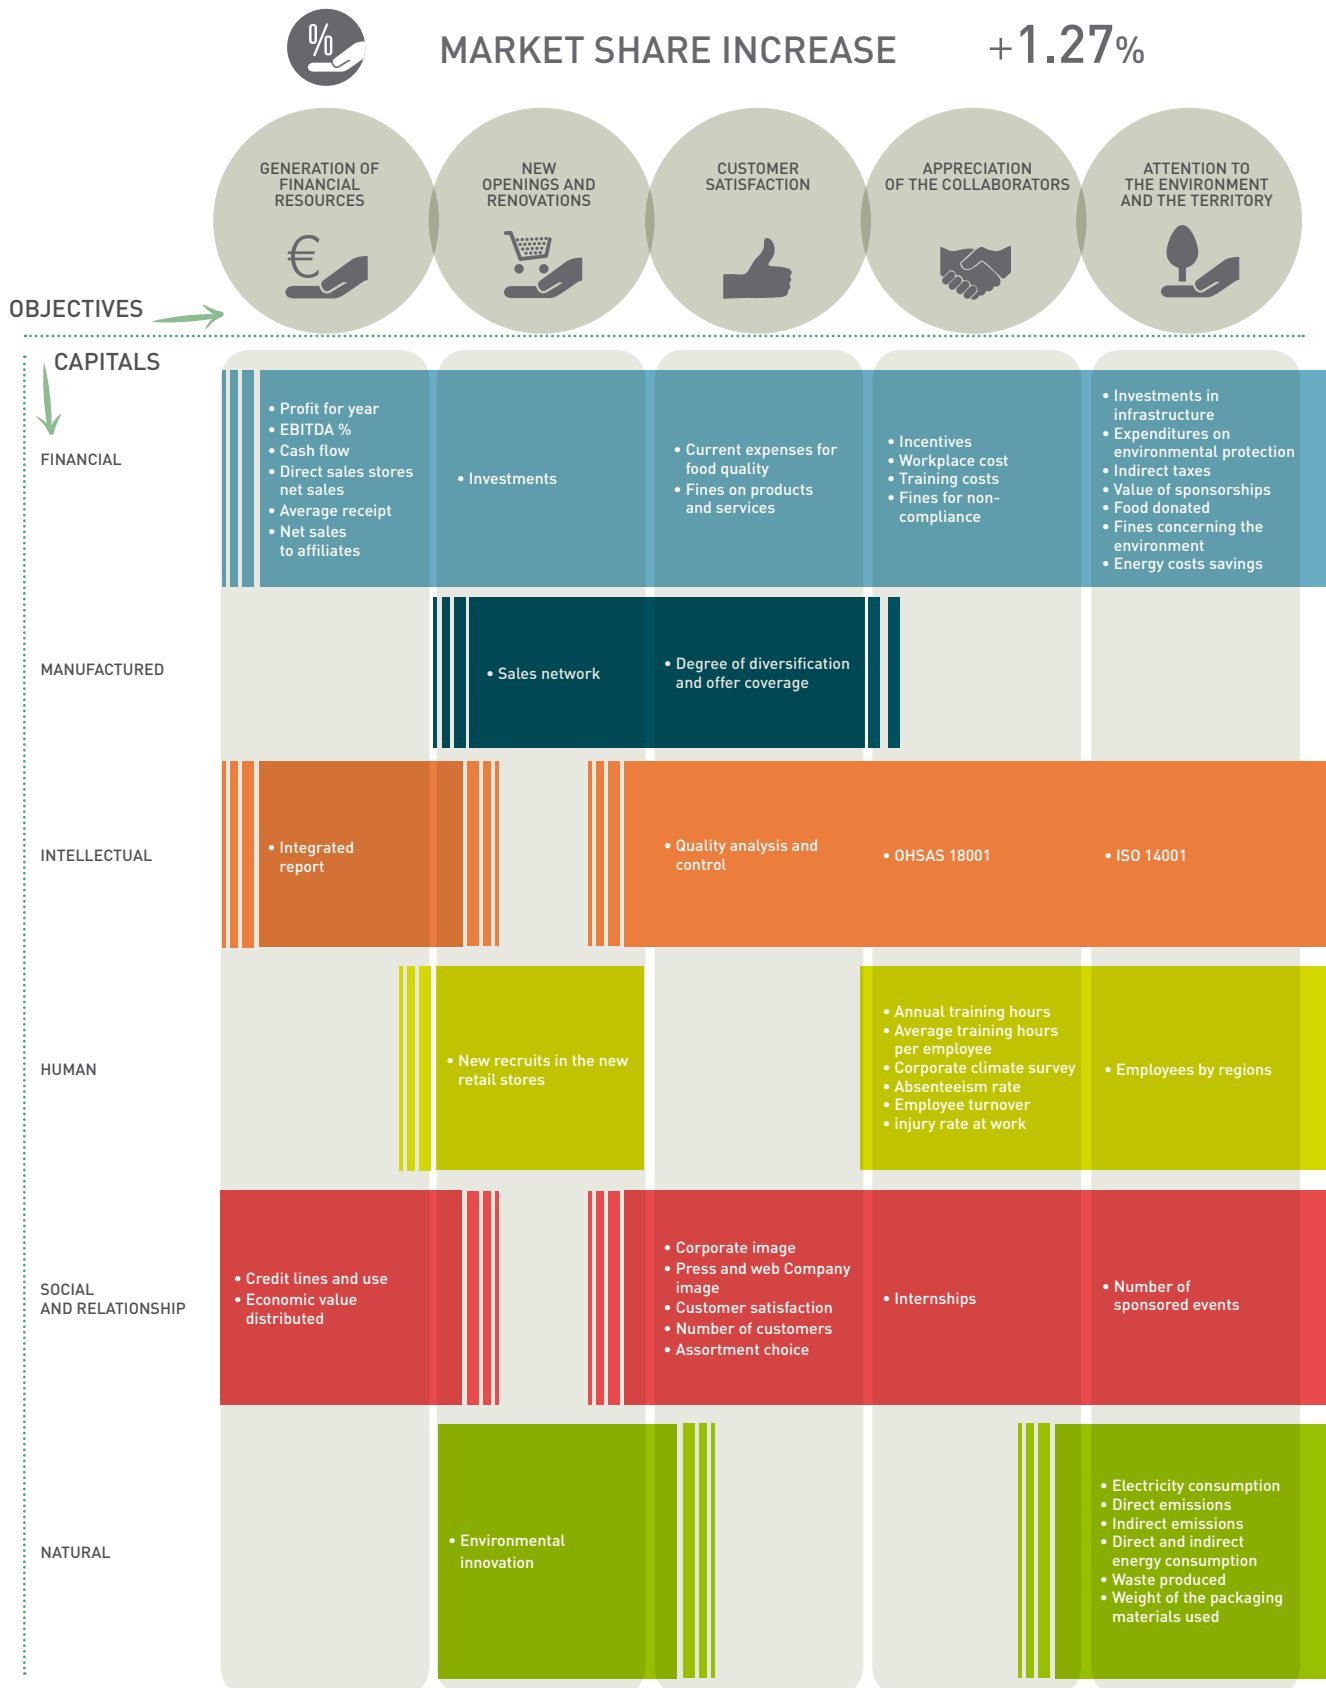 %
MARKET SHARE INCREASE +1.27%
GENERATION OF
FINANCIAL
RESOURCES
€
NEW
OPENINGS AND
RENOVATIONS
CUSTOMER
SATISFACTION
APPRECIATION
OF THE COLLABORATORS
ATTENTION TO
THE ENVIRONMENT
AND THE TERRITORY
OBJECTIVES
CAPITALS
FINANCIAL
• Profit for year
• EBITDA %
• Cash flow
• Direct sales stores
net sales
• Average receipt
• Net sales
to affiliates
• Investments
• Current expenses for
food quality
• Fines on products
and services
• Incentives
• Workplace cost
• Training costs
• Fines for non-
compliance
• Investments in
infrastructure
• Expenditures on
environmental protection
• Indirect taxes
• Value of sponsorships
• Food donated
• Fines concerning the
environment
• Energy costs savings
MANUFACTURED
• Sales network
• Degree of diversification
and offer coverage
INTELLECTUAL
• Integrated
report
• Quality analysis and
control
• OHSAS 18001
• ISO 14001
HUMAN
• New recruits in the new
retail stores
• Annual training hours
• Average training hours
per employee
• Corporate climate survey
• Absenteeism rate
• Employee turnover
• injury rate at work
• Employees by regions
SOCIAL
AND RELATIONSHIP
• Credit lines and use
• Economic value
distributed
• Corporate image
• Press and web Company
image
• Customer satisfaction
• Number of customers
• Assortment choice
• Internships
• Number of
sponsored events
NATURAL
• Environmental
innovation
• Electricity consumption
• Direct emissions
• Indirect emissions
• Direct and indirect
energy consumption
• Waste produced
• Weight of the packaging
materials used